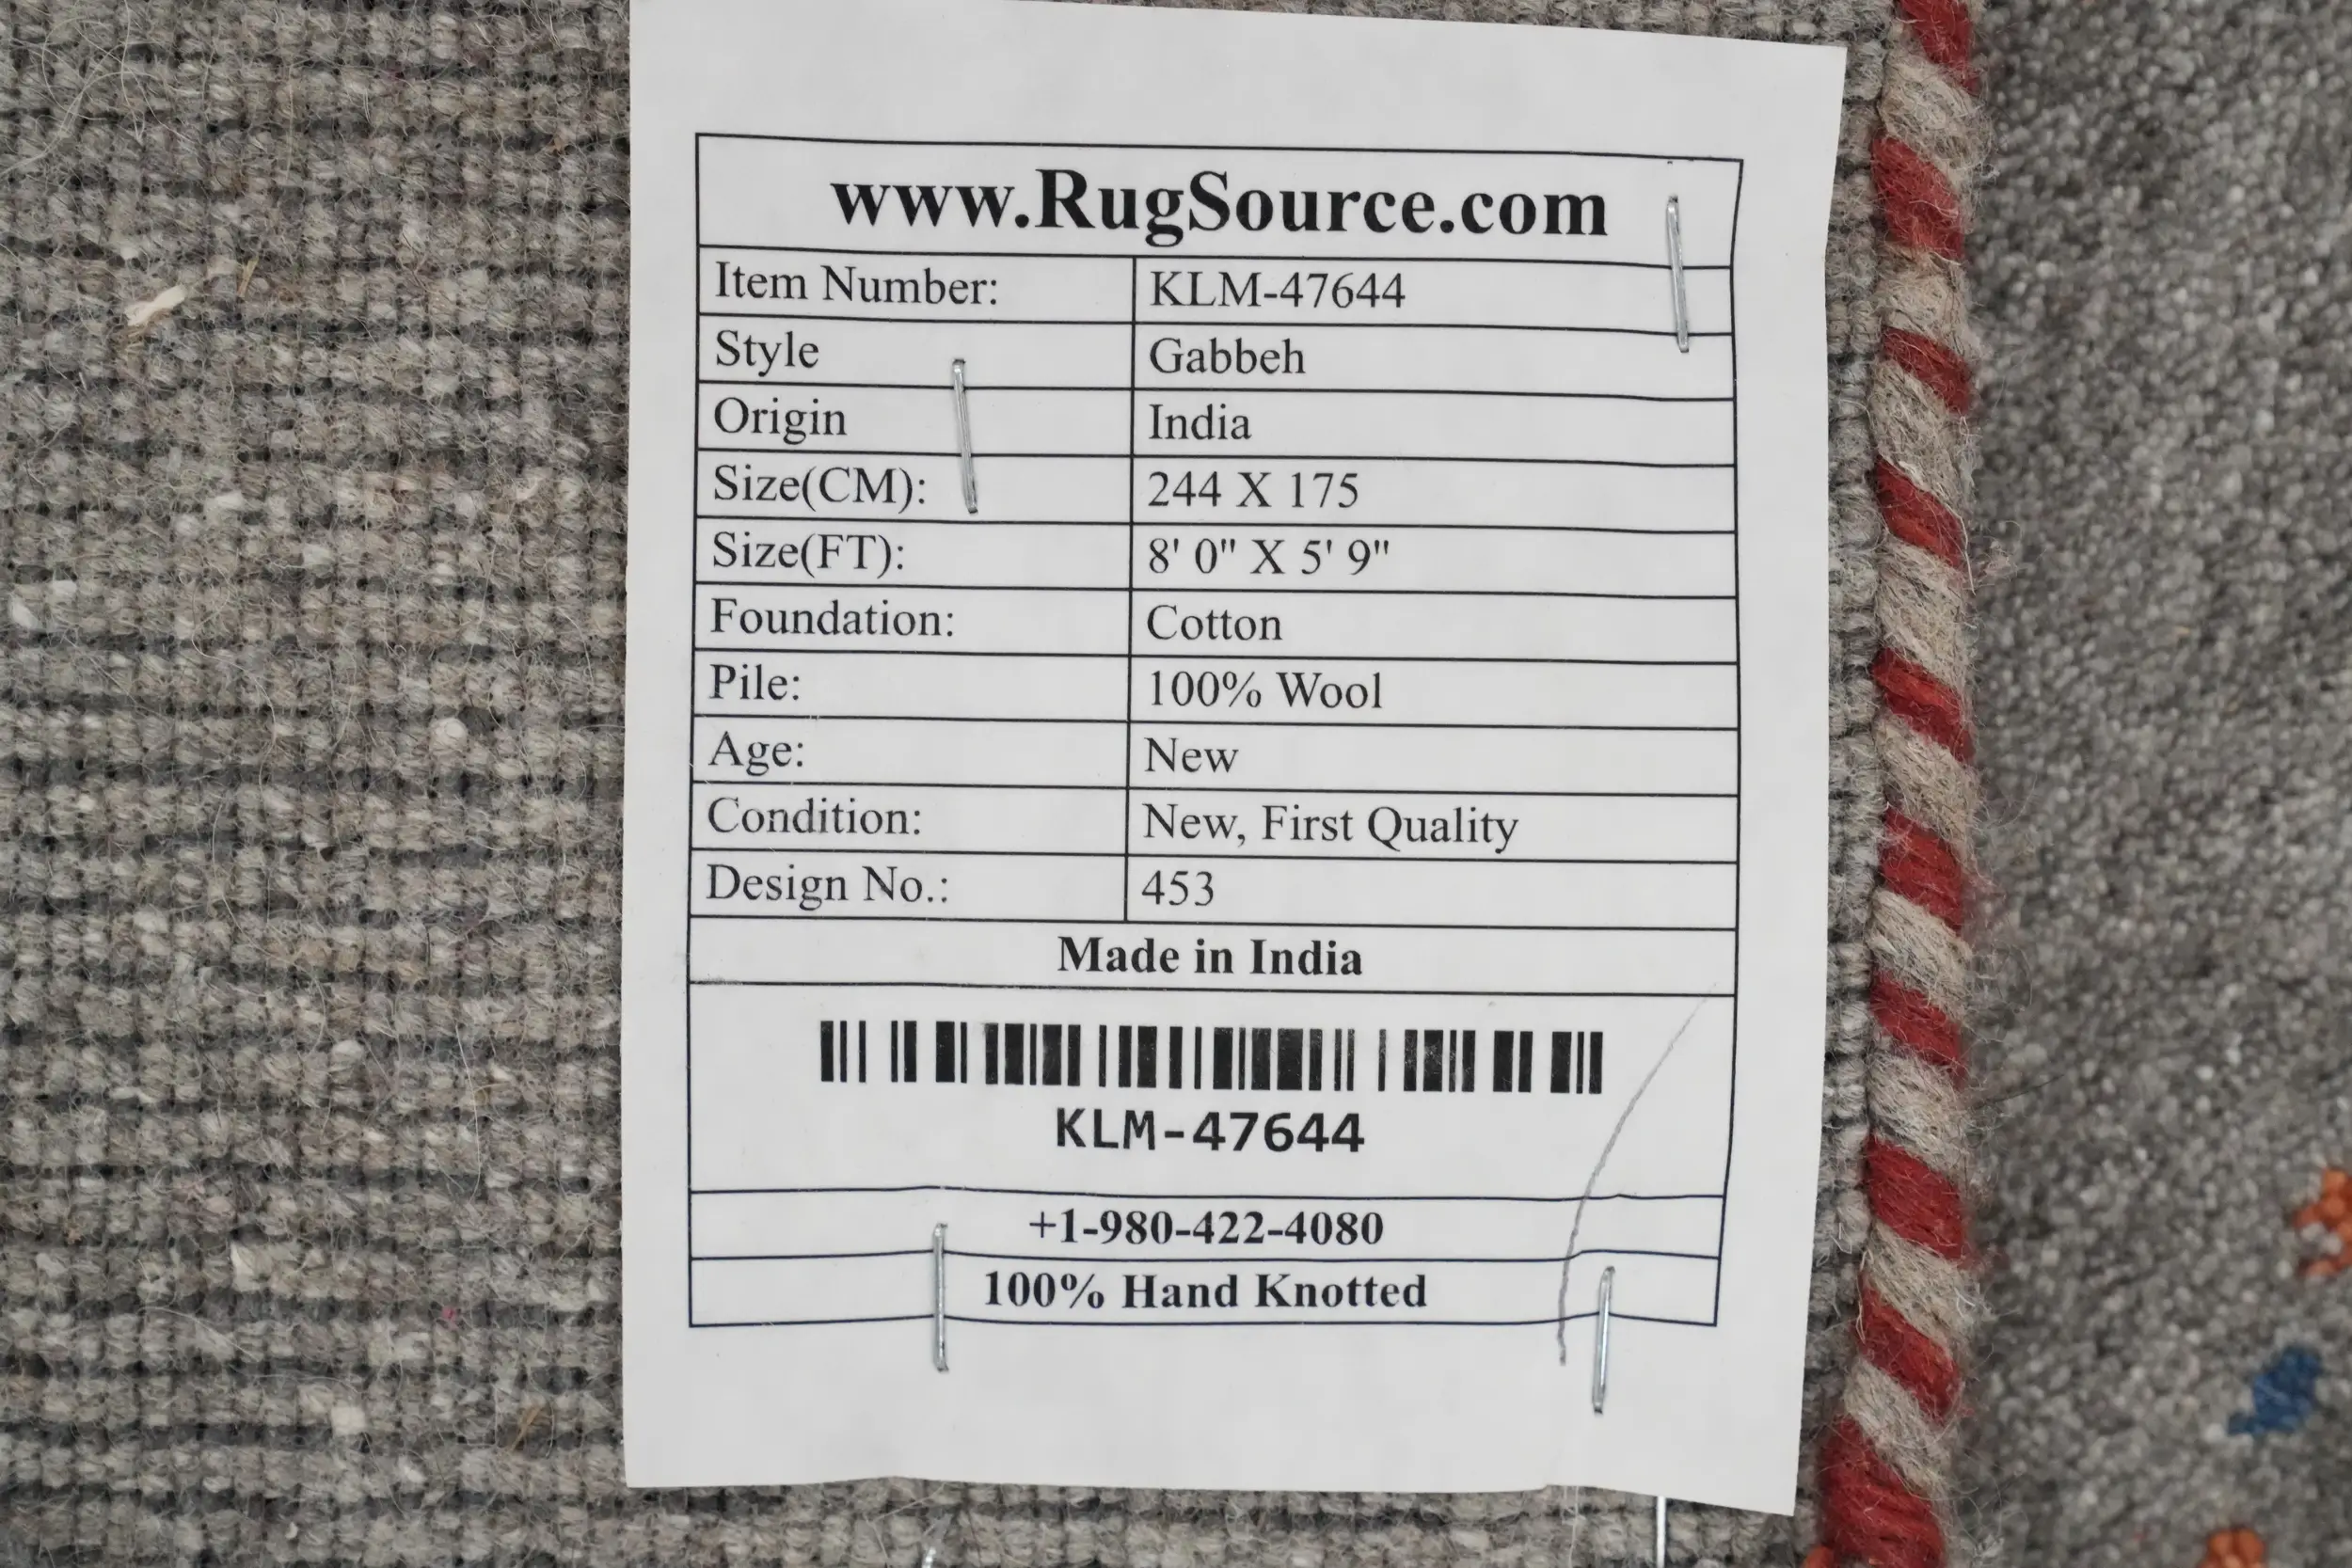 www.RugSource.com
Item Number: KLM-47644
Style Gabbeh
Origin India
Size(CM): 244 X 175
Size(FT): 8' 0" X 5' 9"
Foundation: Cotton
Pile: 100% Wool
Age: New
Condition: New, First Quality
Design No.: 453
Made in India
KLM-47644
+1-980-422-4080
100% Hand Knotted